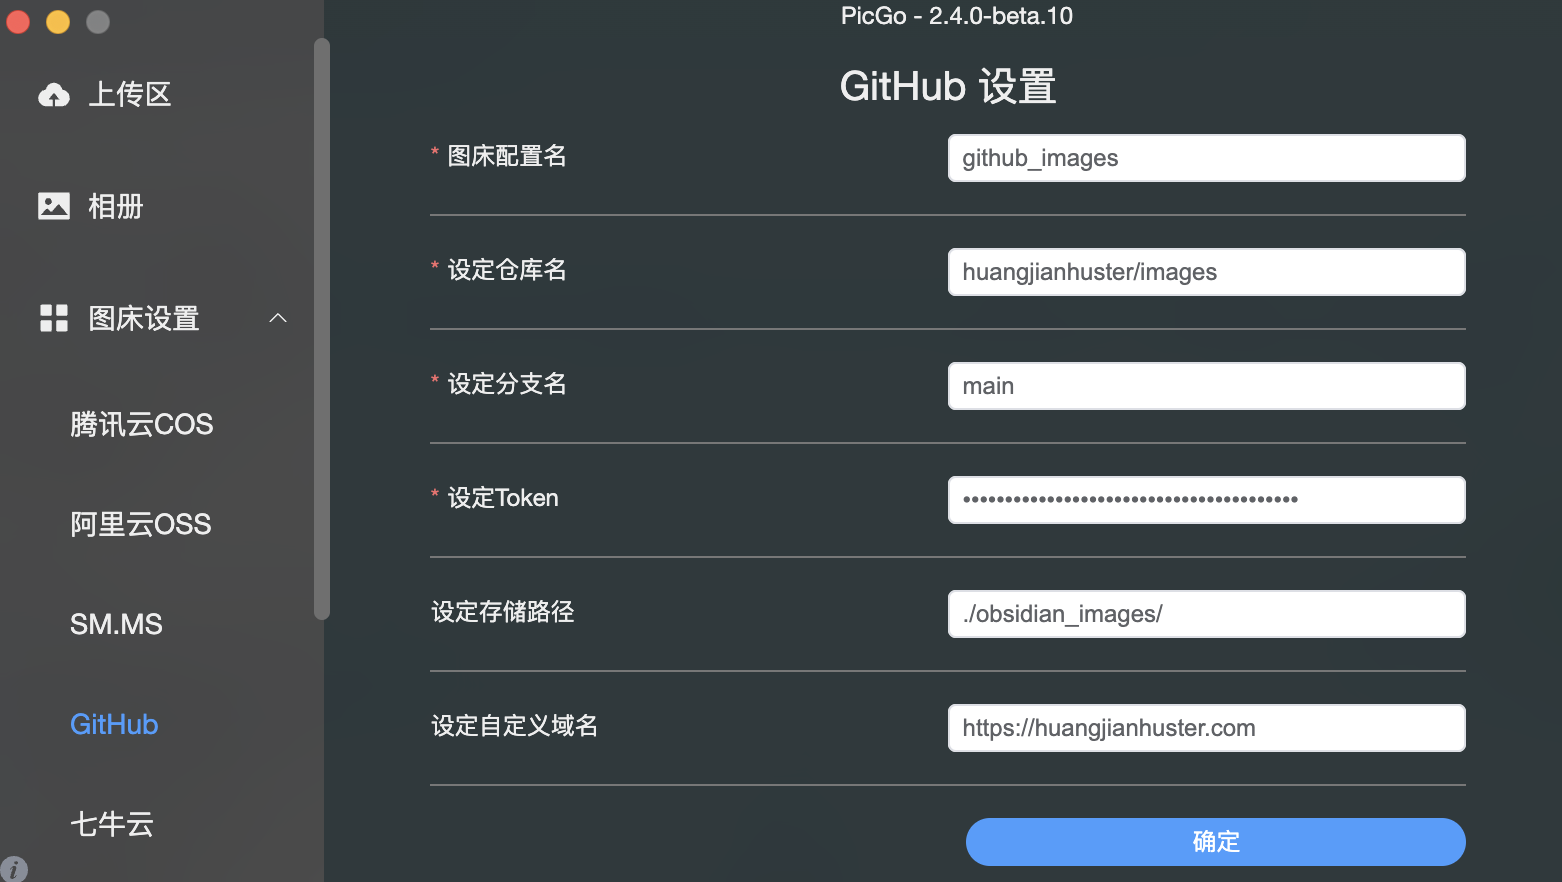 PicGo - 2.4.0-beta.10
上传区
相册
图床设置
腾讯云COS
阿里云OSS
SM.MS
GitHub
七牛云
GitHub 设置
* 图床配置名
github_images
* 设定仓库名
huangjianhuster/images
* 设定分支名
main
* 设定Token
••••••••••••••••••••••••••••••••••••••••
设定存储路径
./obsidian_images/
设定自定义域名
https://huangjianhuster.com
确定